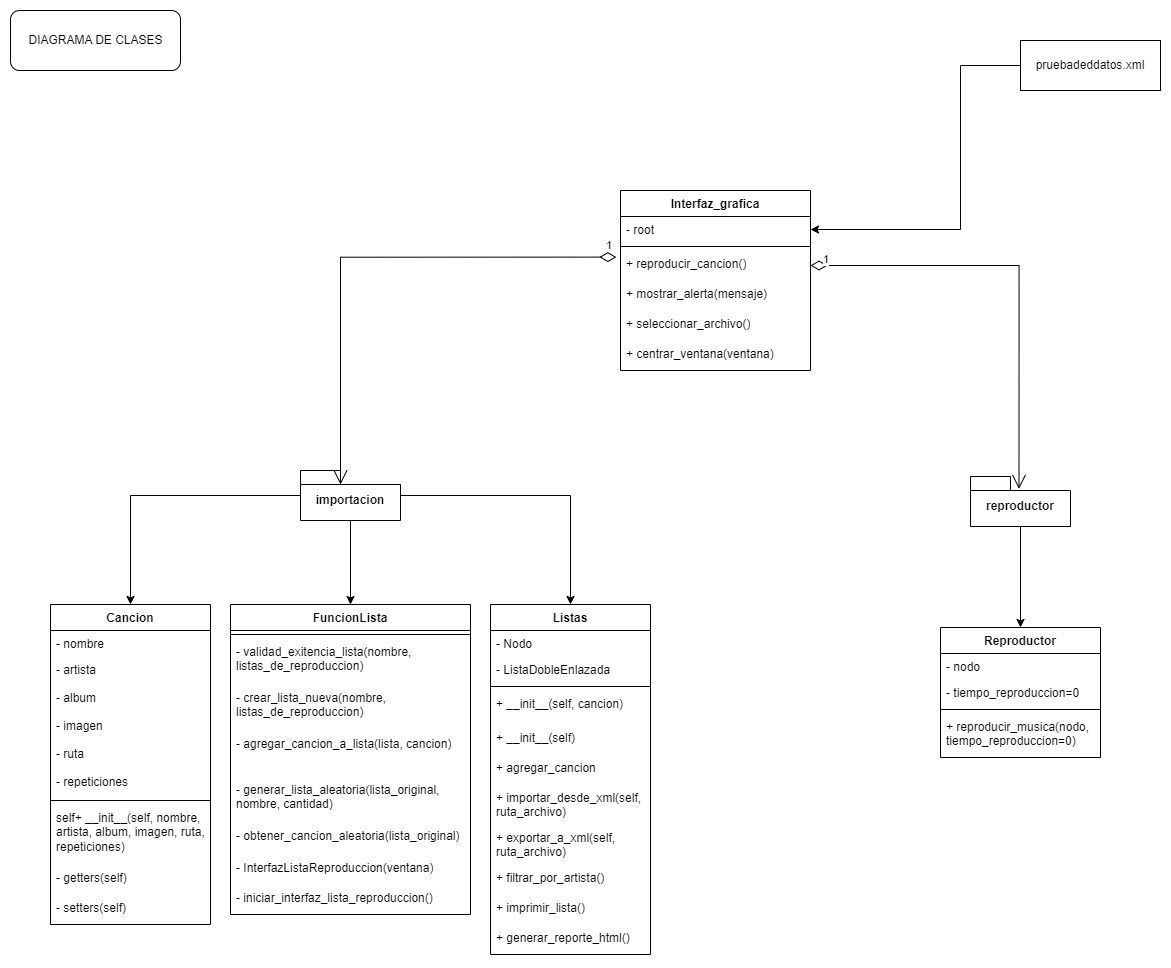 DIAGRAMA DE CLASES
pruebadeddatos.xml
Interfaz_grafica
- root
+ reproducir_cancion()
+ mostrar_alerta(mensaje)
+ seleccionar_archivo()
+ centrar_ventana(ventana)
1
1
importacion
reproductor
Cancion
- nombre
- artista
- album
- imagen
- ruta
- repeticiones
self+ __init__(self, nombre,
artista, album, imagen, ruta,
repeticiones)
- getters(self)
- setters(self)
FuncionLista
- validad_exitencia_lista(nombre,
listas_de_reproduccion)
- crear_lista_nueva(nombre,
listas_de_reproduccion)
- agregar_cancion_a_lista(lista, cancion)
- generar_lista_aleatoria(lista_original,
nombre, cantidad)
- obtener_cancion_aleatoria(lista_original)
- InterfazListaReproduccion(ventana)
- iniciar_interfaz_lista_reproduccion()
Listas
- Nodo
- ListaDobleEnlazada
+ __init__(self, cancion)
+ __init__(self)
+ agregar_cancion
+ importar_desde_xml(self,
ruta_archivo)
+ exportar_a_xml(self,
ruta_archivo)
+ filtrar_por_artista()
+ imprimir_lista()
+ generar_reporte_html()
Reproductor
- nodo
- tiempo_reproduccion=0
+ reproducir_musica(nodo,
tiempo_reproduccion=0)